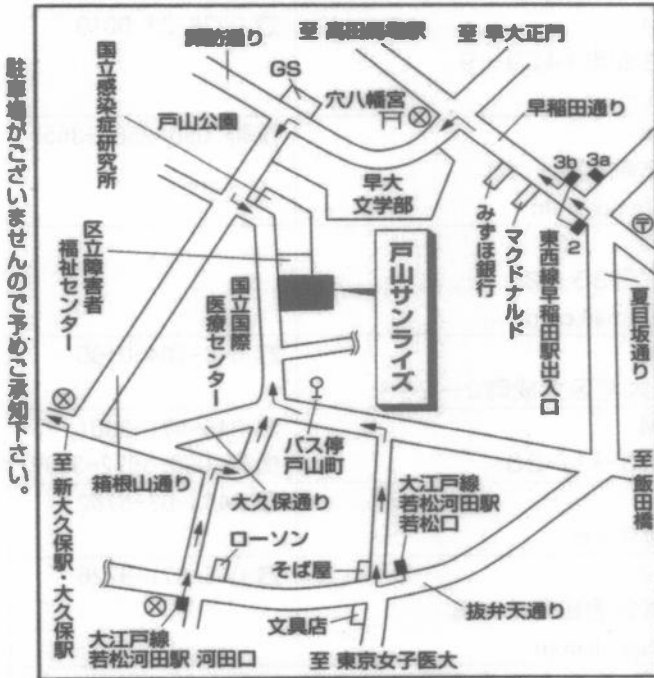 駐車場がございませんので予めご承知下さい。
諏訪通り
至 高田馬場駅
至 早大正門
国立感染症研究所
戸山公園
GS
穴八幡宮
早稲田通り
3b
3a
2
早大
文学部
みずほ銀行
マクドナルド
東西線早稲田駅出入口
夏目坂通り
区立障害者
福祉センター
国立国際
医療センター
戸山サンライズ
バス停
戸山町
至 新大久保駅・大久保駅
箱根山通り
大久保通り
大江戸線
若松河田駅
若松口
至 飯田橋
ローソン
そば屋
抜弁天通り
文具店
大江戸線
若松河田駅 河田口
至 東京女子医大